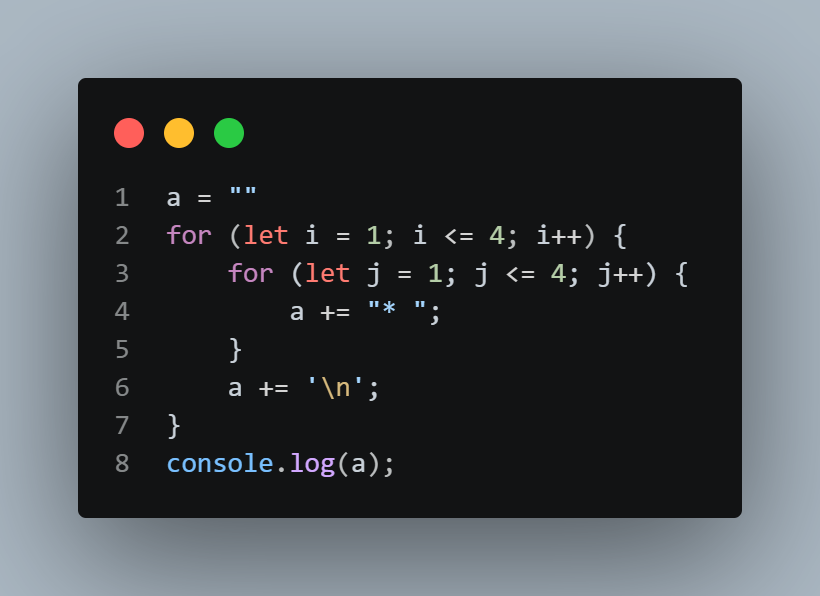 1 a = ""
2 for (let i = 1; i <= 4; i++) {
3     for (let j = 1; j <= 4; j++) {
4         a += "* ";
5     }
6     a += '\n';
7 }
8 console.log(a);